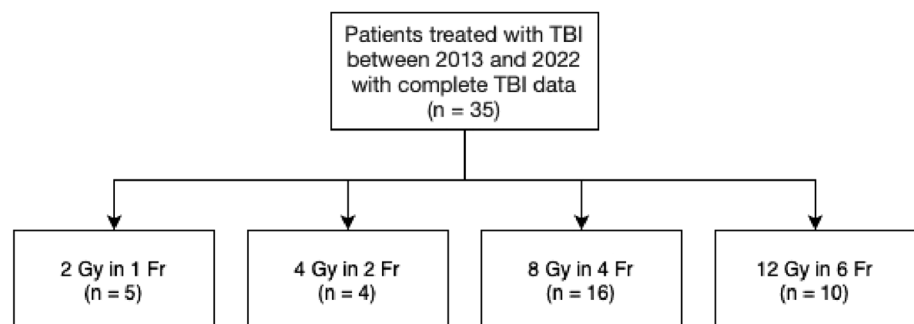 Patients treated with TBI
between 2013 and 2022
with complete TBI data
(n = 35)
2 Gy in 1 Fr
(n = 5)
4 Gy in 2 Fr
(n = 4)
8 Gy in 4 Fr
(n = 16)
12 Gy in 6 Fr
(n = 10)